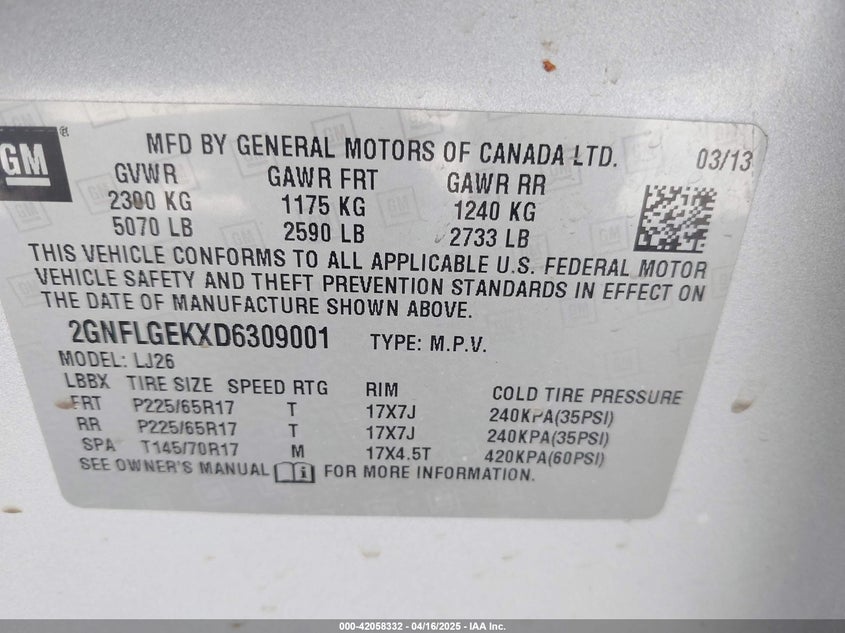 GM®
MFD BY GENERAL MOTORS OF CANADA LTD. 03/13
GVWR GAWR FRT GAWR RR
2300 KG 1175 KG 1240 KG
5070 LB 2590 LB 2733 LB
THIS VEHICLE CONFORMS TO ALL APPLICABLE U.S. FEDERAL MOTOR
VEHICLE SAFETY AND THEFT PREVENTION STANDARDS IN EFFECT ON
THE DATE OF MANUFACTURE SHOWN ABOVE.
2GNFLGEKXD6309001 TYPE: M.P.V.
MODEL: LJ26
LBBX TIRE SIZE SPEED RTG RIM COLD TIRE PRESSURE
FRT P225/65R17 T 17X7J 240KPA(35PSI)
RR P225/65R17 T 17X7J 240KPA(35PSI)
SPA T145/70R17 M 17X4.5T 420KPA(60PSI)
SEE OWNER'S MANUAL FOR MORE INFORMATION.
000-42058332 - 04/16/2025 - IAA Inc.